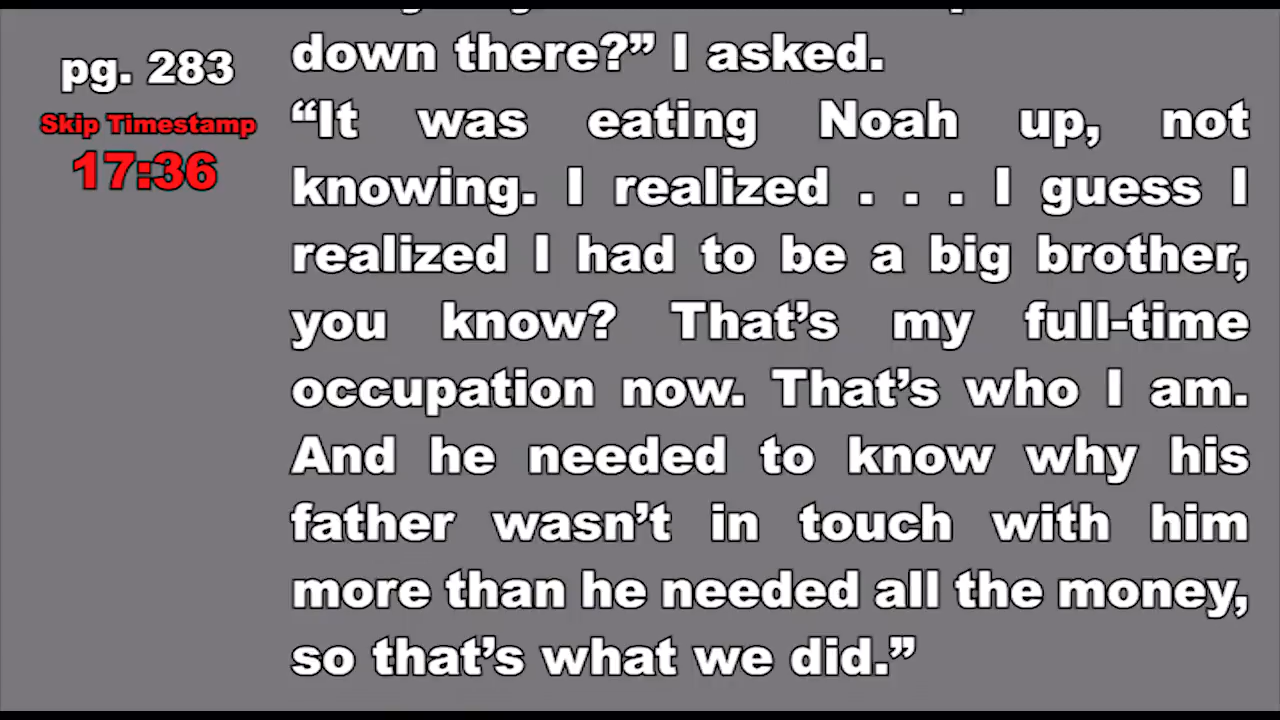 pg. 283
Skip Timestamp
17:36
down there?” I asked.
“It was eating Noah up, not
knowing. I realized . . . I guess I
realized I had to be a big brother,
you know? That’s my full-time
occupation now. That’s who I am.
And he needed to know why his
father wasn’t in touch with him
more than he needed all the money,
so that’s what we did.”